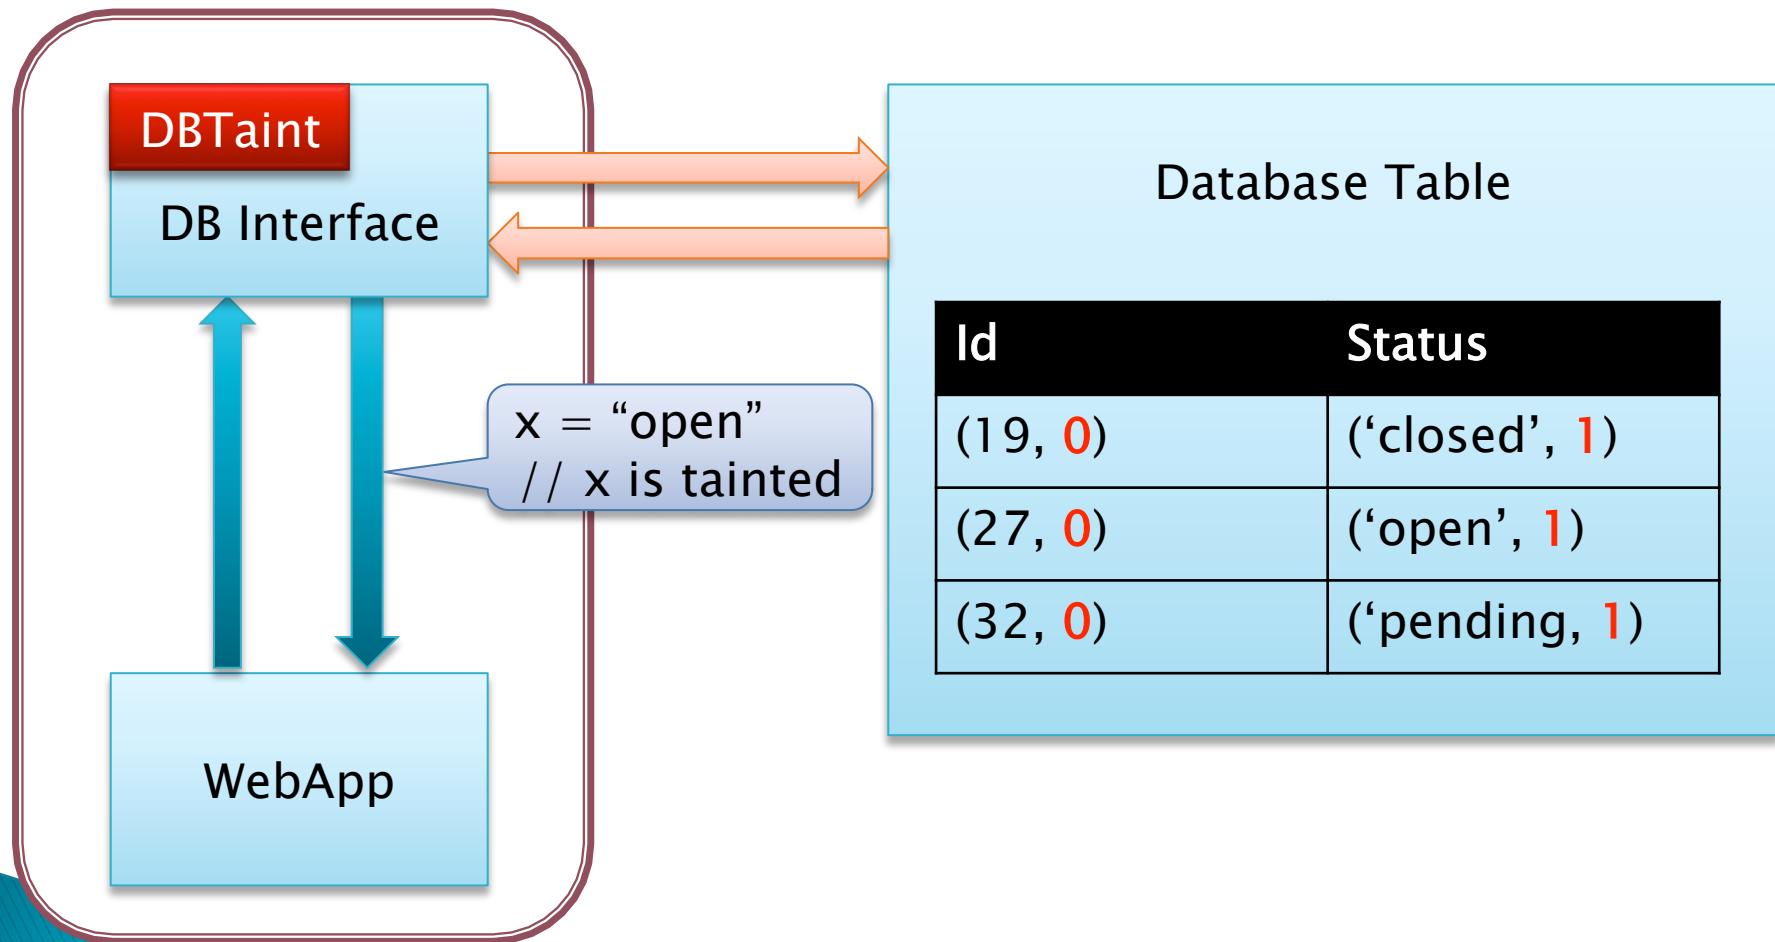 DBTaint
DB Interface
Database Table
Id Status
(19, 0) (‘closed’, 1)
(27, 0) (‘open’, 1)
(32, 0) (‘pending, 1)
x = “open”
// x is tainted
WebApp